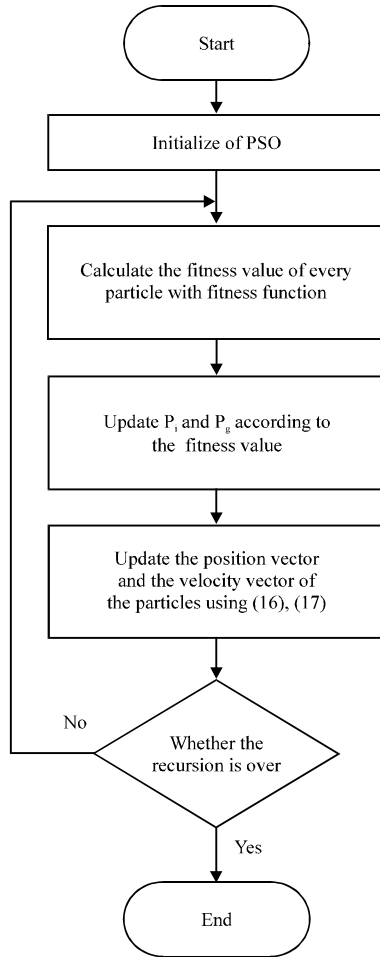 Start
Initialize of PSO
Calculate the fitness value of every
particle with fitness function
Update Pi and Pg according to
the fitness value
Update the position vector
and the velocity vector of
the particles using (16), (17)
No
Whether the
recursion is over
Yes
End